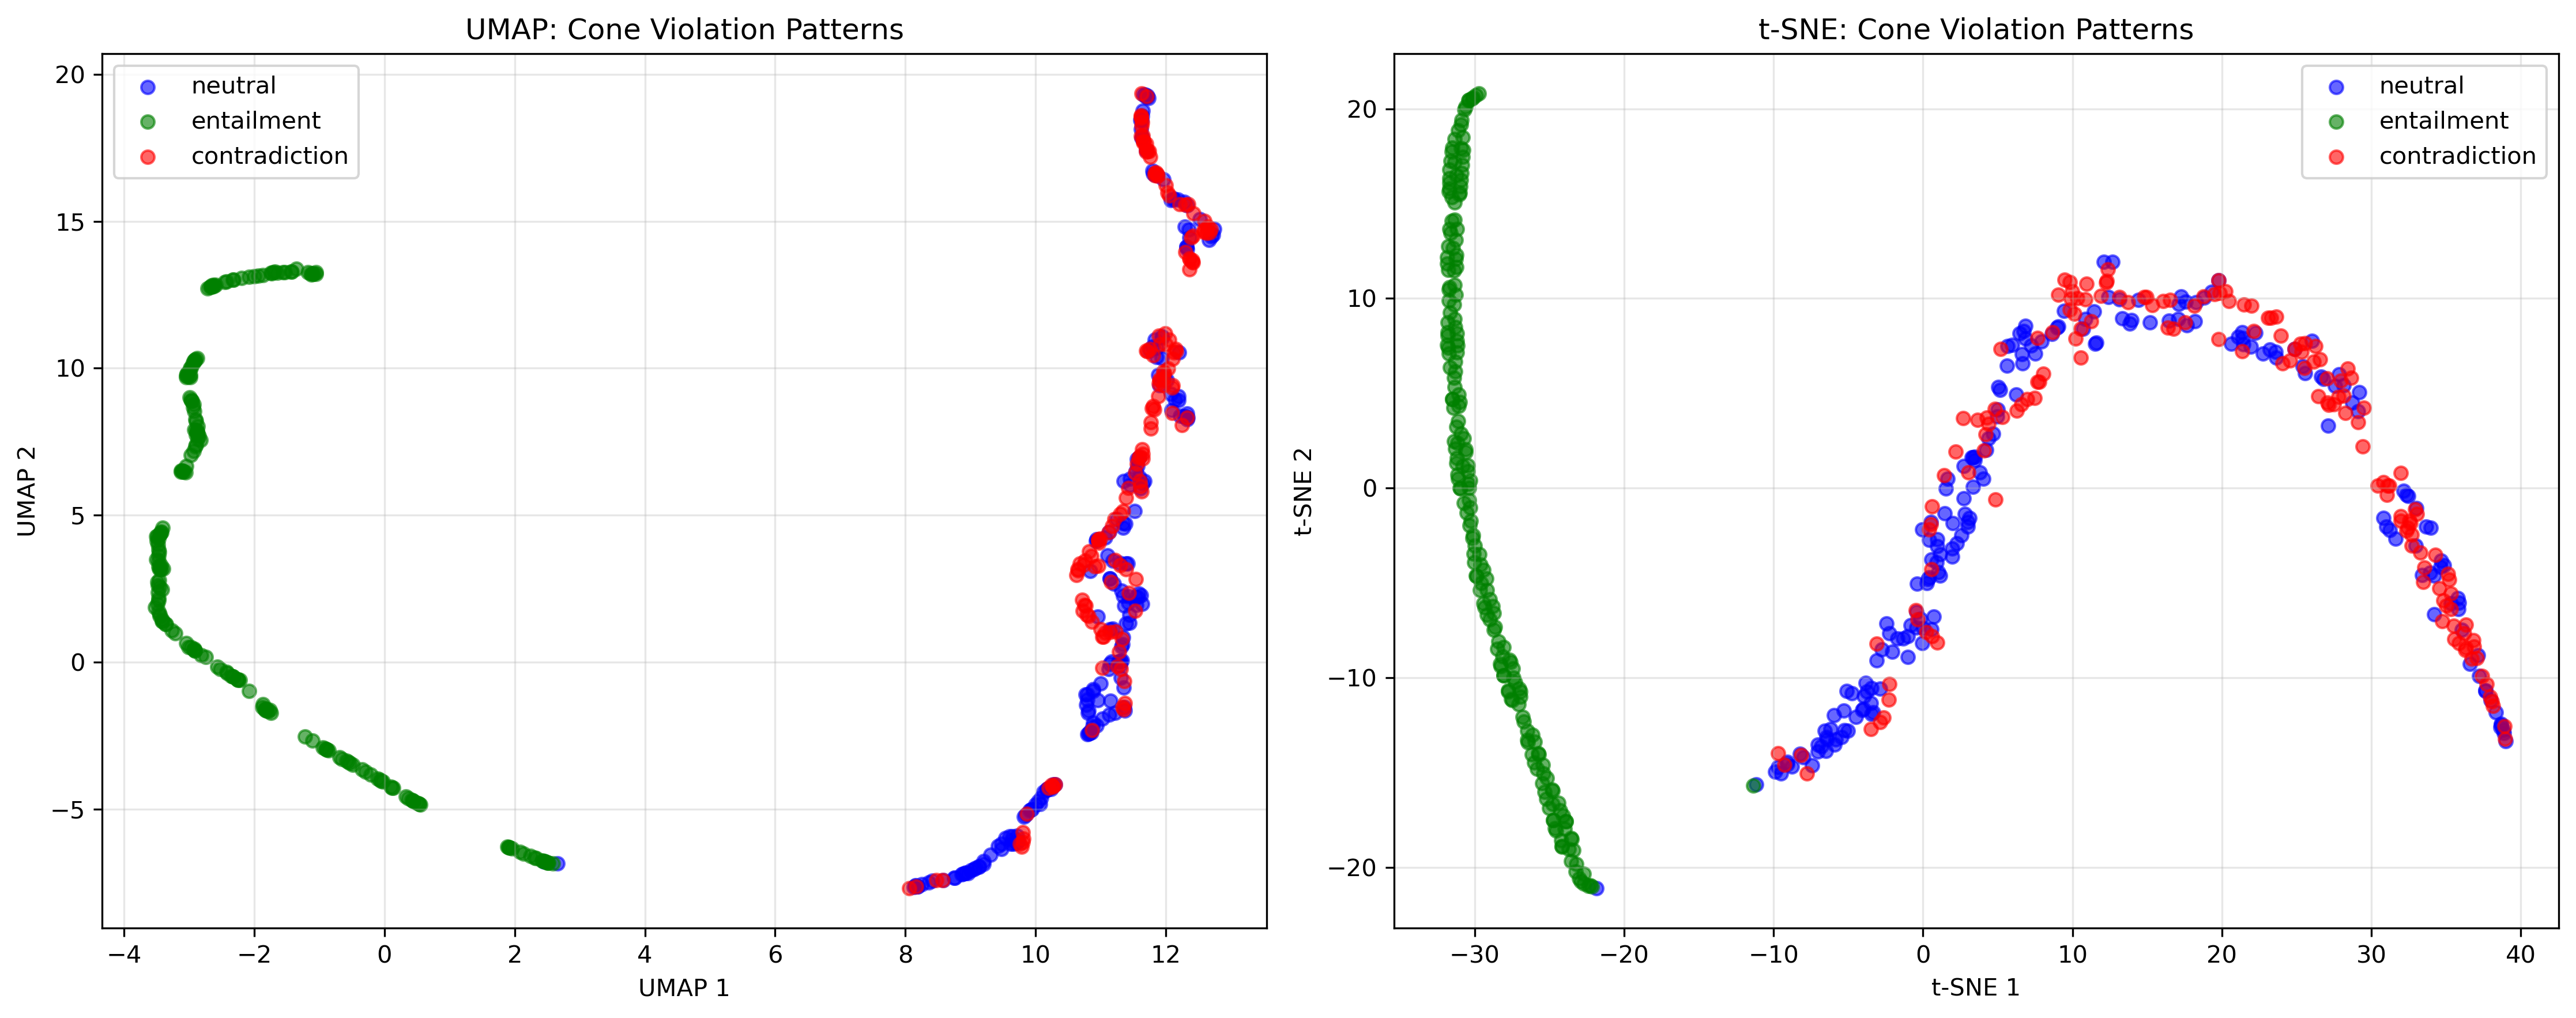 UMAP: Cone Violation Patterns
neutral
entailment
contradiction
20
15
10
5
0
−5
UMAP 2
−4
−2
0
2
4
6
8
10
12
UMAP 1
t-SNE: Cone Violation Patterns
neutral
entailment
contradiction
20
10
0
−10
−20
t-SNE 2
−30
−20
−10
0
10
20
30
40
t-SNE 1